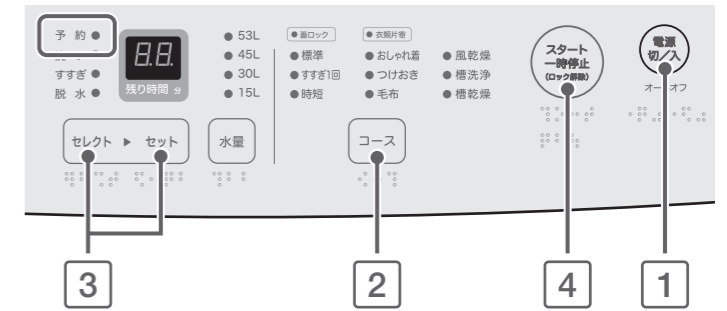 予 約
すすぎ
脱 水
88
残り時間 分
53L
45L
30L
15L
蓋ロック
標準
すすぎ1回
時短
衣類片寄
おしゃれ着
つけおき
毛布
風乾燥
槽洗浄
槽乾燥
スタート
一時停止
(ロック解除)
電源
切/入
セレクト ▶ セット
水量
コース
3
2
4
1